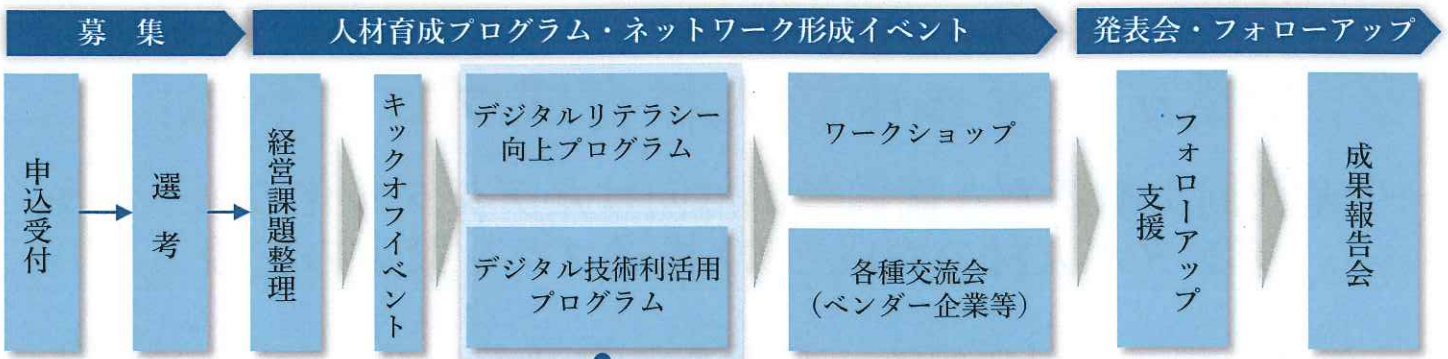 募　集
人材育成プログラム・ネットワーク形成イベント
発表会・フォローアップ
申込受付
選　考
経営課題整理
キックオフイベント
デジタルリテラシー
向上プログラム
デジタル技術利活用
プログラム
ワークショップ
各種交流会
（ベンダー企業等）
フォローアップ
支援
成果報告会